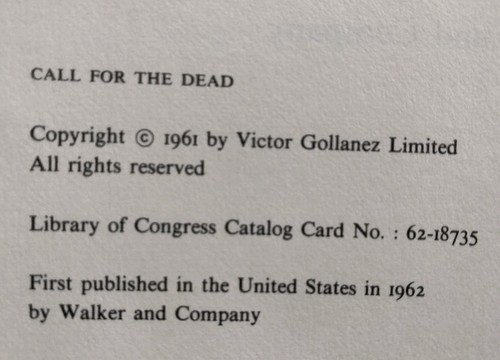 CALL FOR THE DEAD
Copyright © 1961 by Victor Gollanez Limited
All rights reserved
Library of Congress Catalog Card No. : 62-18735
First published in the United States in 1962
by Walker and Company